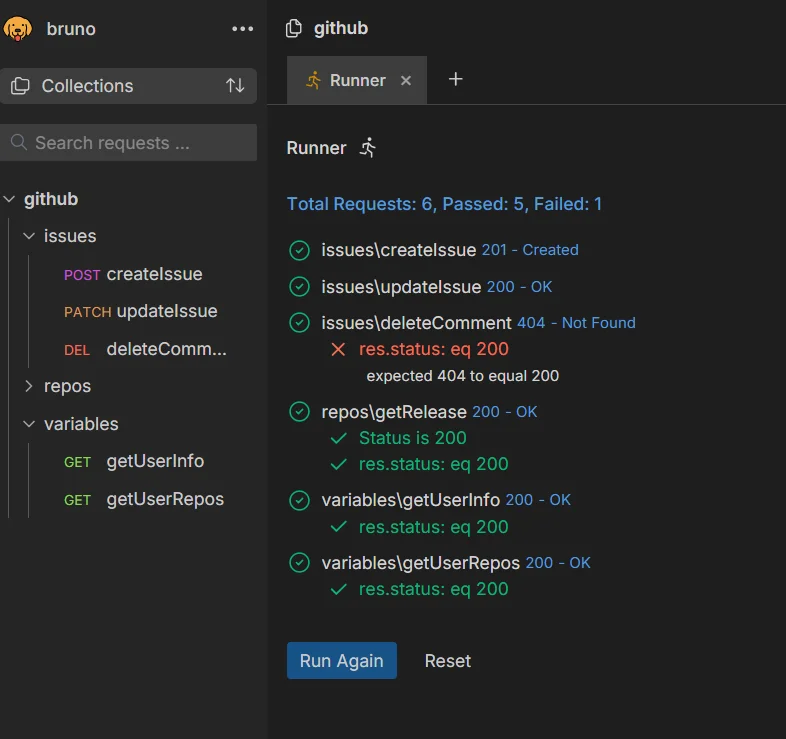 bruno
Collections
Search requests ...
github
issues
POST createIssue
PATCH updateIssue
DEL deleteComm...
repos
variables
GET getUserInfo
GET getUserRepos
github
Runner
Runner
Total Requests: 6, Passed: 5, Failed: 1
issues\createIssue 201 - Created
issues\updateIssue 200 - OK
issues\deleteComment 404 - Not Found
res.status: eq 200
expected 404 to equal 200
repos\getRelease 200 - OK
Status is 200
res.status: eq 200
variables\getUserInfo 200 - OK
res.status: eq 200
variables\getUserRepos 200 - OK
res.status: eq 200
Run Again Reset